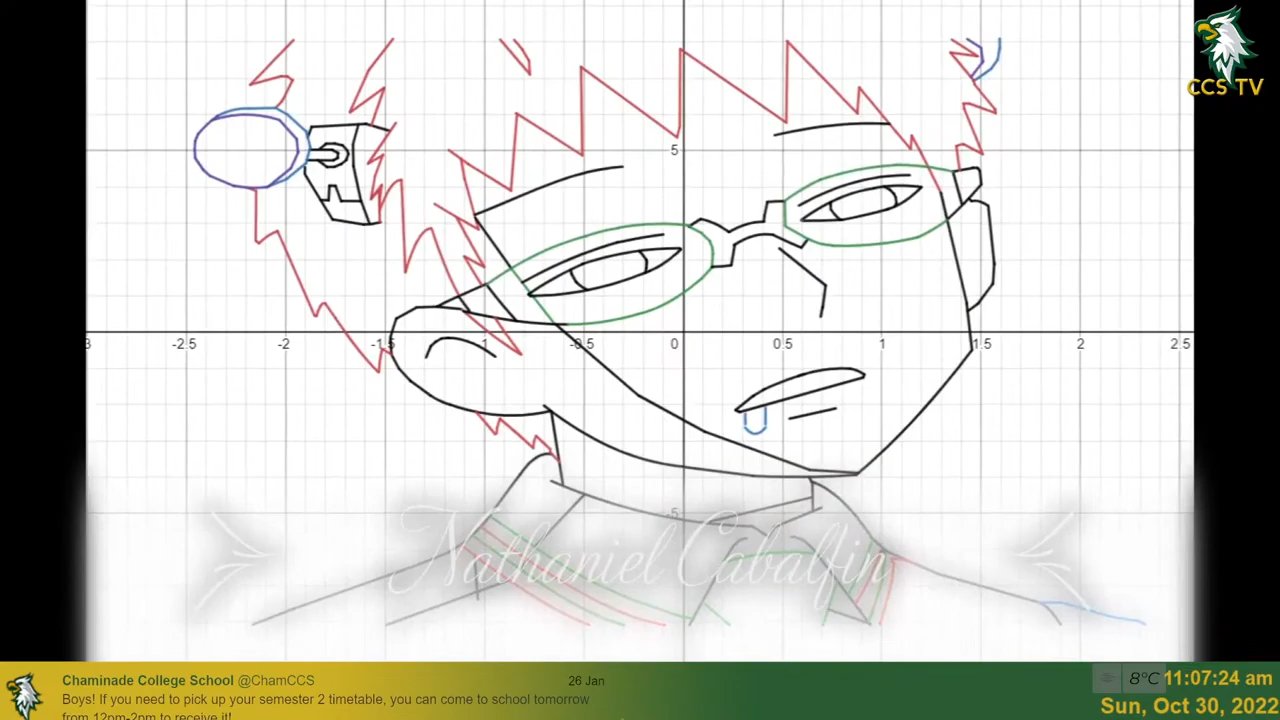 CCS TV
5
3
-2.5
-2
-1.5
-1
-0.5
0
0.5
1
1.5
2
2.5
-5
Nathaniel Cabalfin
Chaminade College School @ChamCCS
26 Jan
Boys! If you need to pick up your semester 2 timetable, you can come to school tomorrow
from 12pm-2pm to receive it!
8°C
11:07:24 am
Sun, Oct 30, 2022